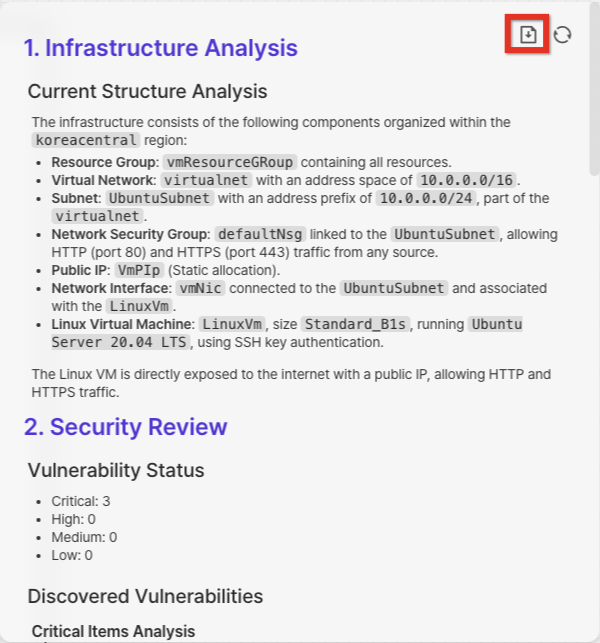 1. Infrastructure Analysis
Current Structure Analysis
The infrastructure consists of the following components organized within the
koreacentral region:
• Resource Group: vmResourceGRoup containing all resources.
• Virtual Network: virtualnet with an address space of 10.0.0.0/16.
• Subnet: UbuntuSubnet with an address prefix of 10.0.0.0/24, part of the
virtualnet.
• Network Security Group: defaultNsg linked to the UbuntuSubnet, allowing
HTTP (port 80) and HTTPS (port 443) traffic from any source.
• Public IP: VmPIp (Static allocation).
• Network Interface: vmNic connected to the UbuntuSubnet and associated
with the LinuxVm.
• Linux Virtual Machine: LinuxVm, size Standard_B1s, running Ubuntu
Server 20.04 LTS, using SSH key authentication.
The Linux VM is directly exposed to the internet with a public IP, allowing HTTP and
HTTPS traffic.
2. Security Review
Vulnerability Status
• Critical: 3
• High: 0
• Medium: 0
• Low: 0
Discovered Vulnerabilities
Critical Items Analysis